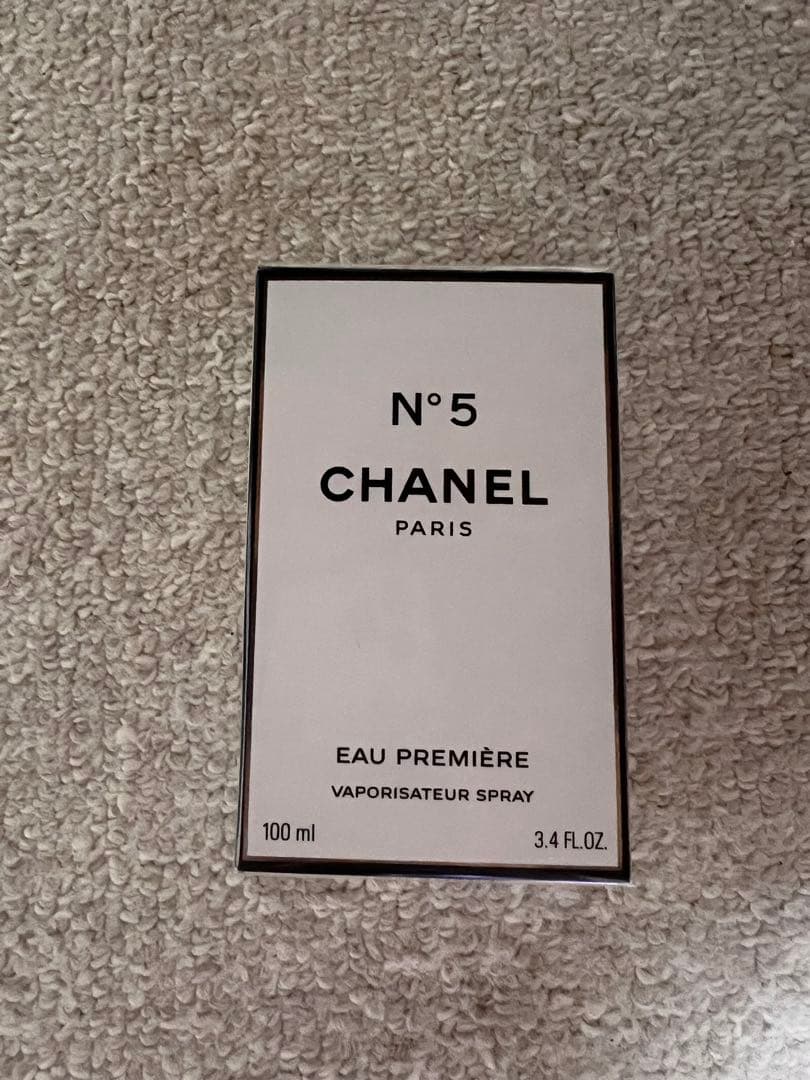 N°5
CHANEL
PARIS
EAU PREMIÈRE
VAPORISATEUR SPRAY
100 ml 3.4 FL.OZ.